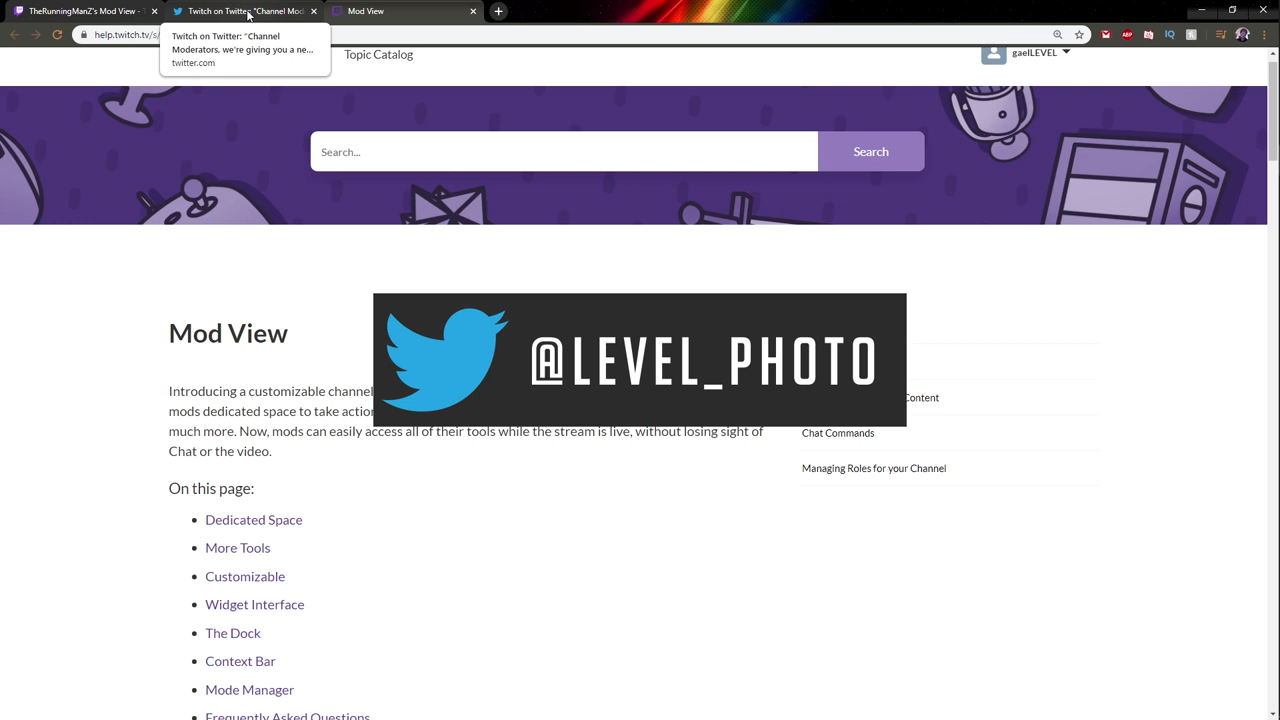 TheRunningManZ's Mod View -
Twitch on Twitter: "Channel Mod
Mod View
help.twitch.tv/s/
Twitch on Twitter: "Channel
Moderators, we're giving you a ne...
twitter.com
Topic Catalog
gaelLEVEL
Search...
Search
Mod View
@LEVEL_PHOTO
Introducing a customizable channel
mods dedicated space to take action
much more. Now, mods can easily access all of their tools while the stream is live, without losing sight of
Chat or the video.
Content
Chat Commands
Managing Roles for your Channel
On this page:
Dedicated Space
More Tools
Customizable
Widget Interface
The Dock
Context Bar
Mode Manager
Frequently Asked Questions